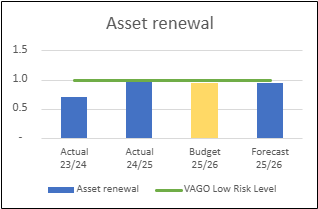 Asset renewal
1.5
1.0
0.5
-
Actual 23/24
Actual 24/25
Budget 25/26
Forecast 25/26
Asset renewal
VAGO Low Risk Level